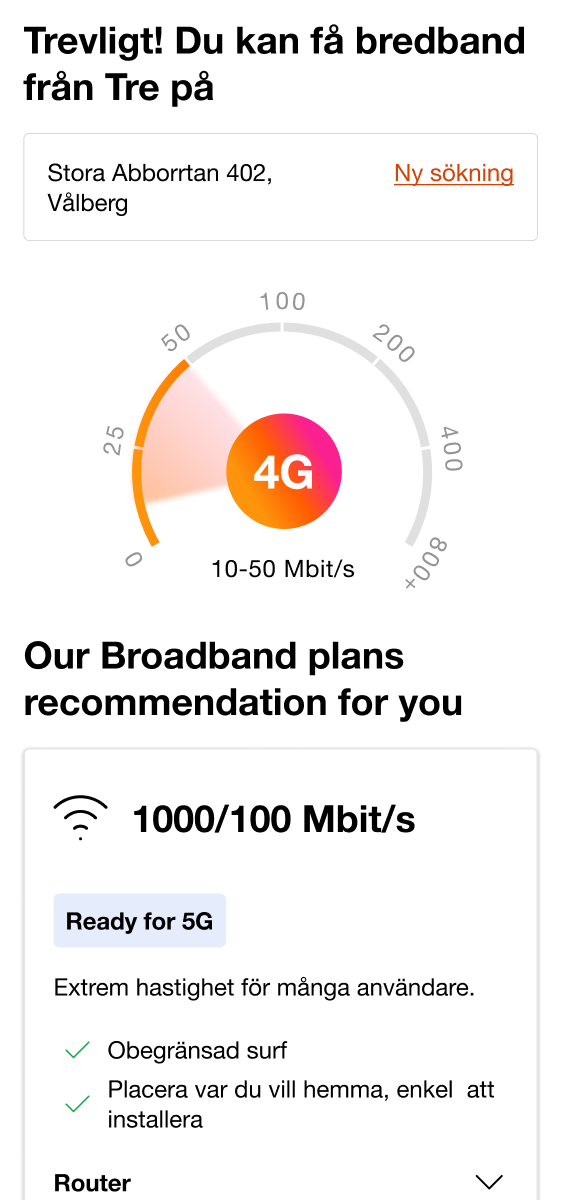 Trevligt! Du kan få bredband
från Tre på
Stora Abborrtan 402,
Vålberg
Ny sökning
0
25
50
100
200
400
800+
4G
10-50 Mbit/s
Our Broadband plans
recommendation for you
1000/100 Mbit/s
Ready for 5G
Extrem hastighet för många användare.
Obegränsad surf
Placera var du vill hemma, enkel  att
installera
Router